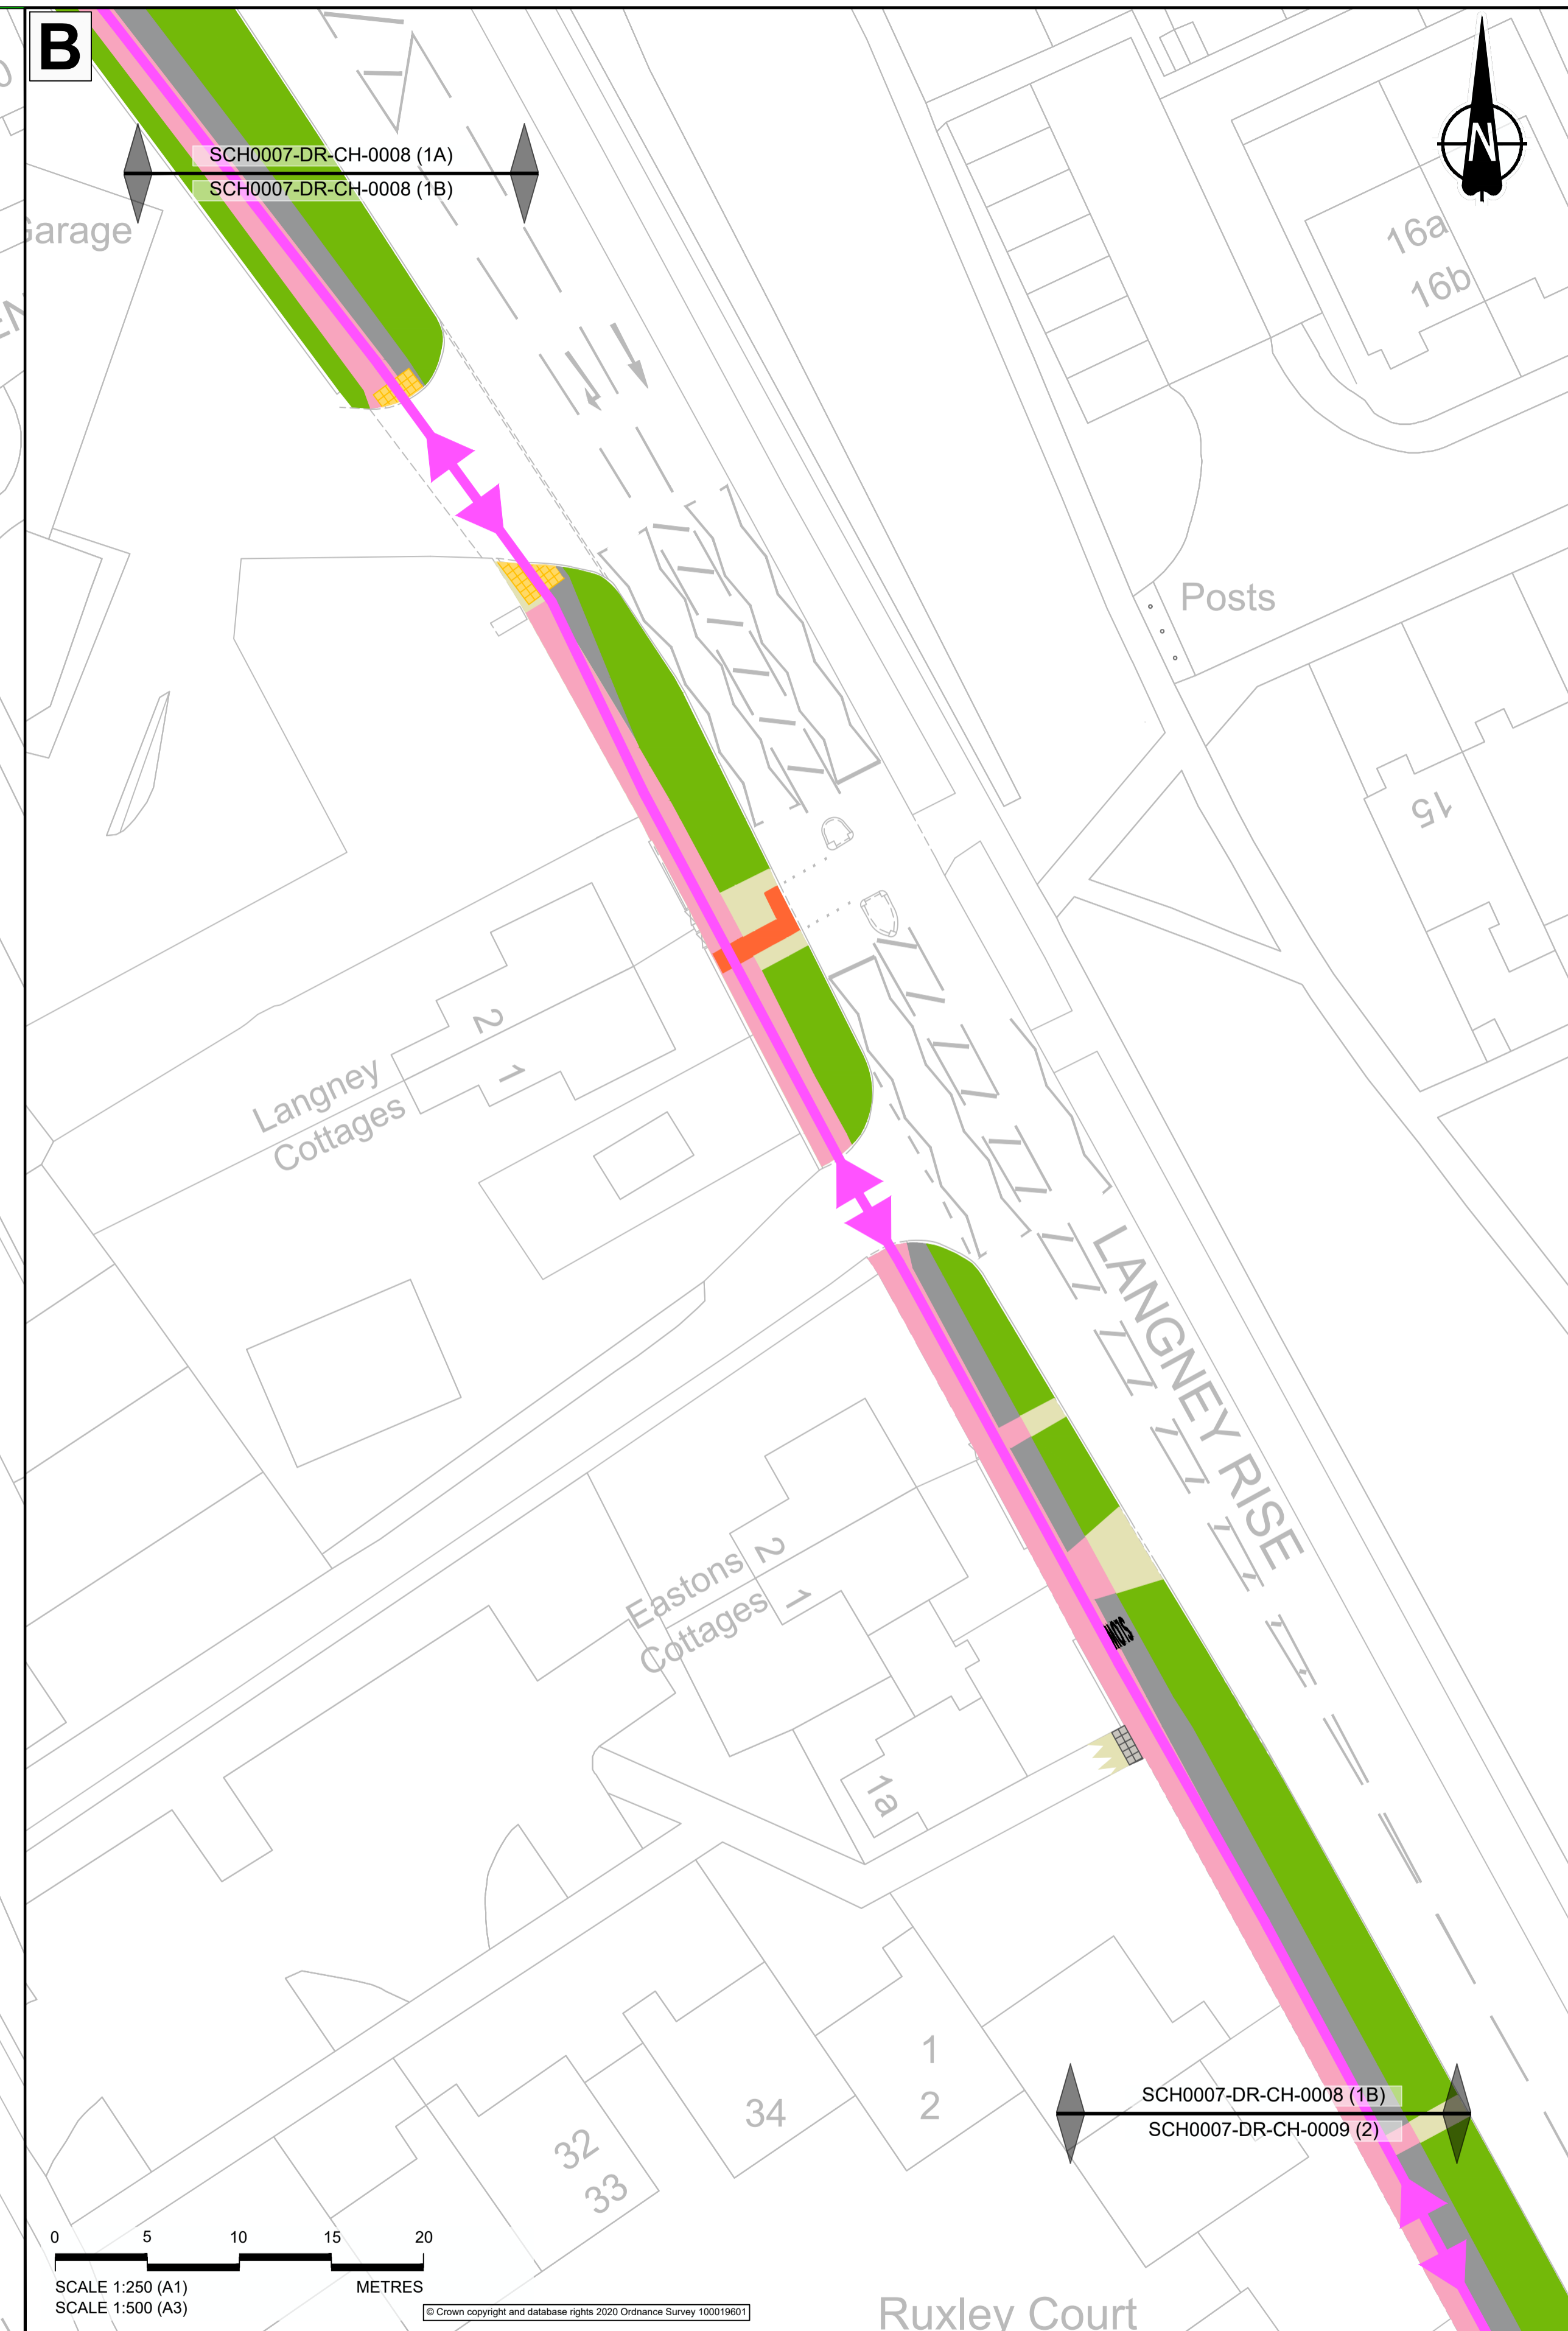 B
N
SCH0007-DR-CH-0008 (1A)
SCH0007-DR-CH-0008 (1B)
16a
16b
Posts
15
2
1
Langney
Cottages
LANGNEY RISE
2
1
Eastons
Cottages
SLOW
1a
1
2
34
32
33
SCH0007-DR-CH-0008 (1B)
SCH0007-DR-CH-0009 (2)
0 5 10 15 20
SCALE 1:250 (A1) METRES
SCALE 1:500 (A3)
© Crown copyright and database rights 2020 Ordnance Survey 100019601
Ruxley Court